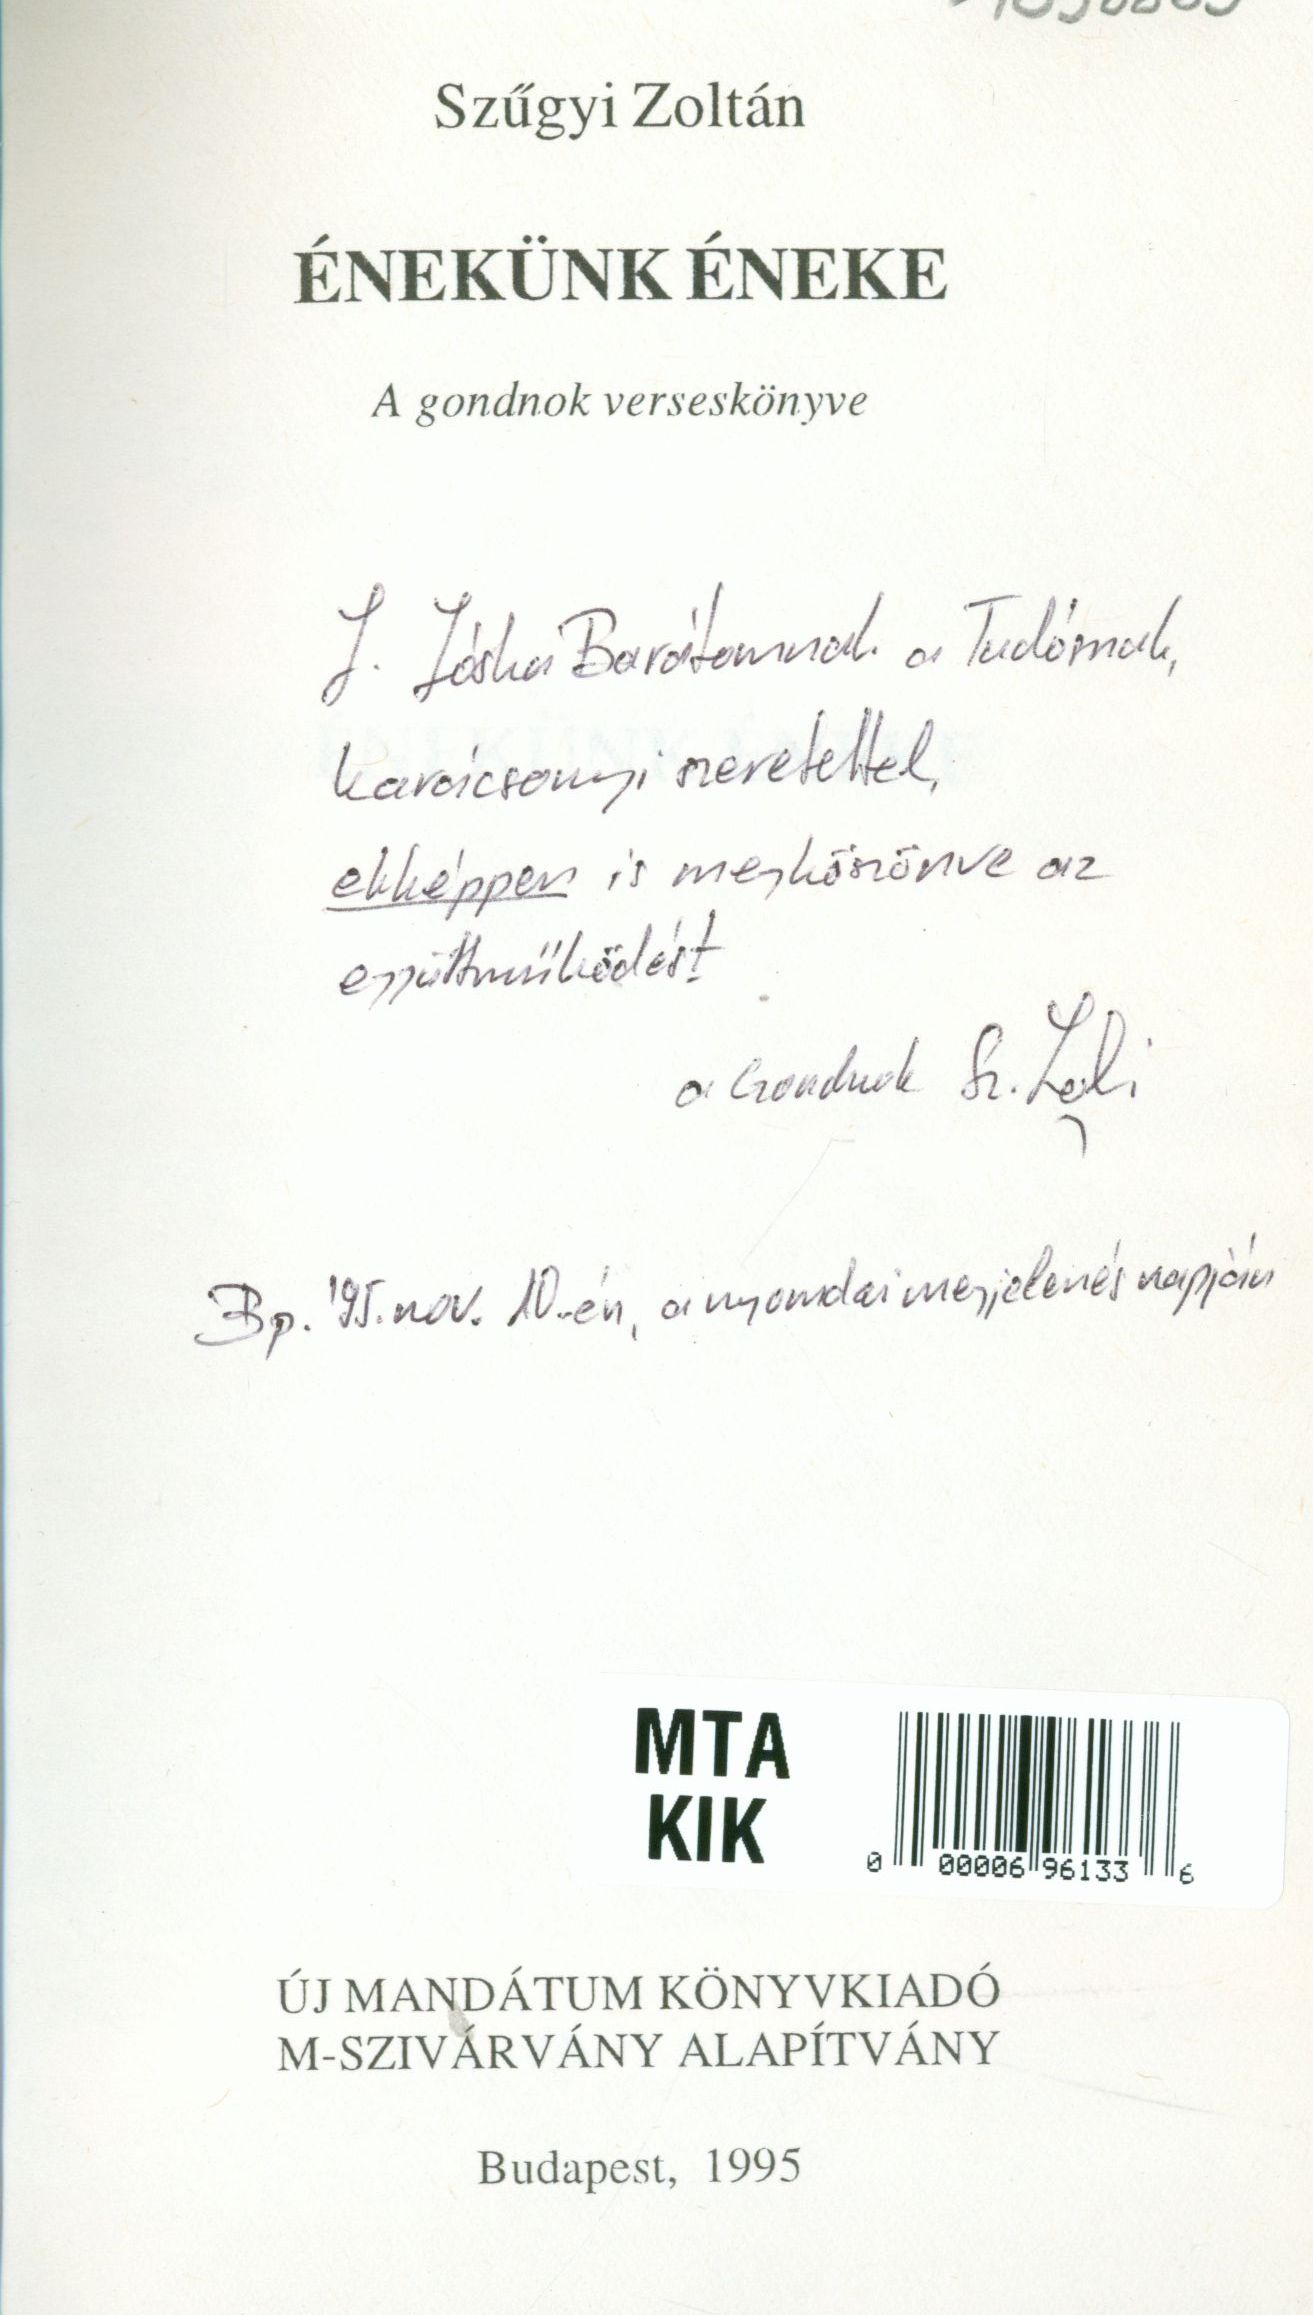 Szűgyi Zoltán
ÉNEKÜNK ÉNEKE
A gondnok verseskönyve
J. Jóska Barátomnak a Tudósnak,
karácsonyi szeretettel,
ekképpen is megköszönve az
együttműködést
a Gondnok Sz. Zoli
Bp. '95. nov. 10.-én, a nyomdai megjelenés napján
MTA
KIK
0 00006 96133 6
ÚJ MANDÁTUM KÖNYVKIADÓ
M-SZIVÁRVÁNY ALAPÍTVÁNY
Budapest, 1995